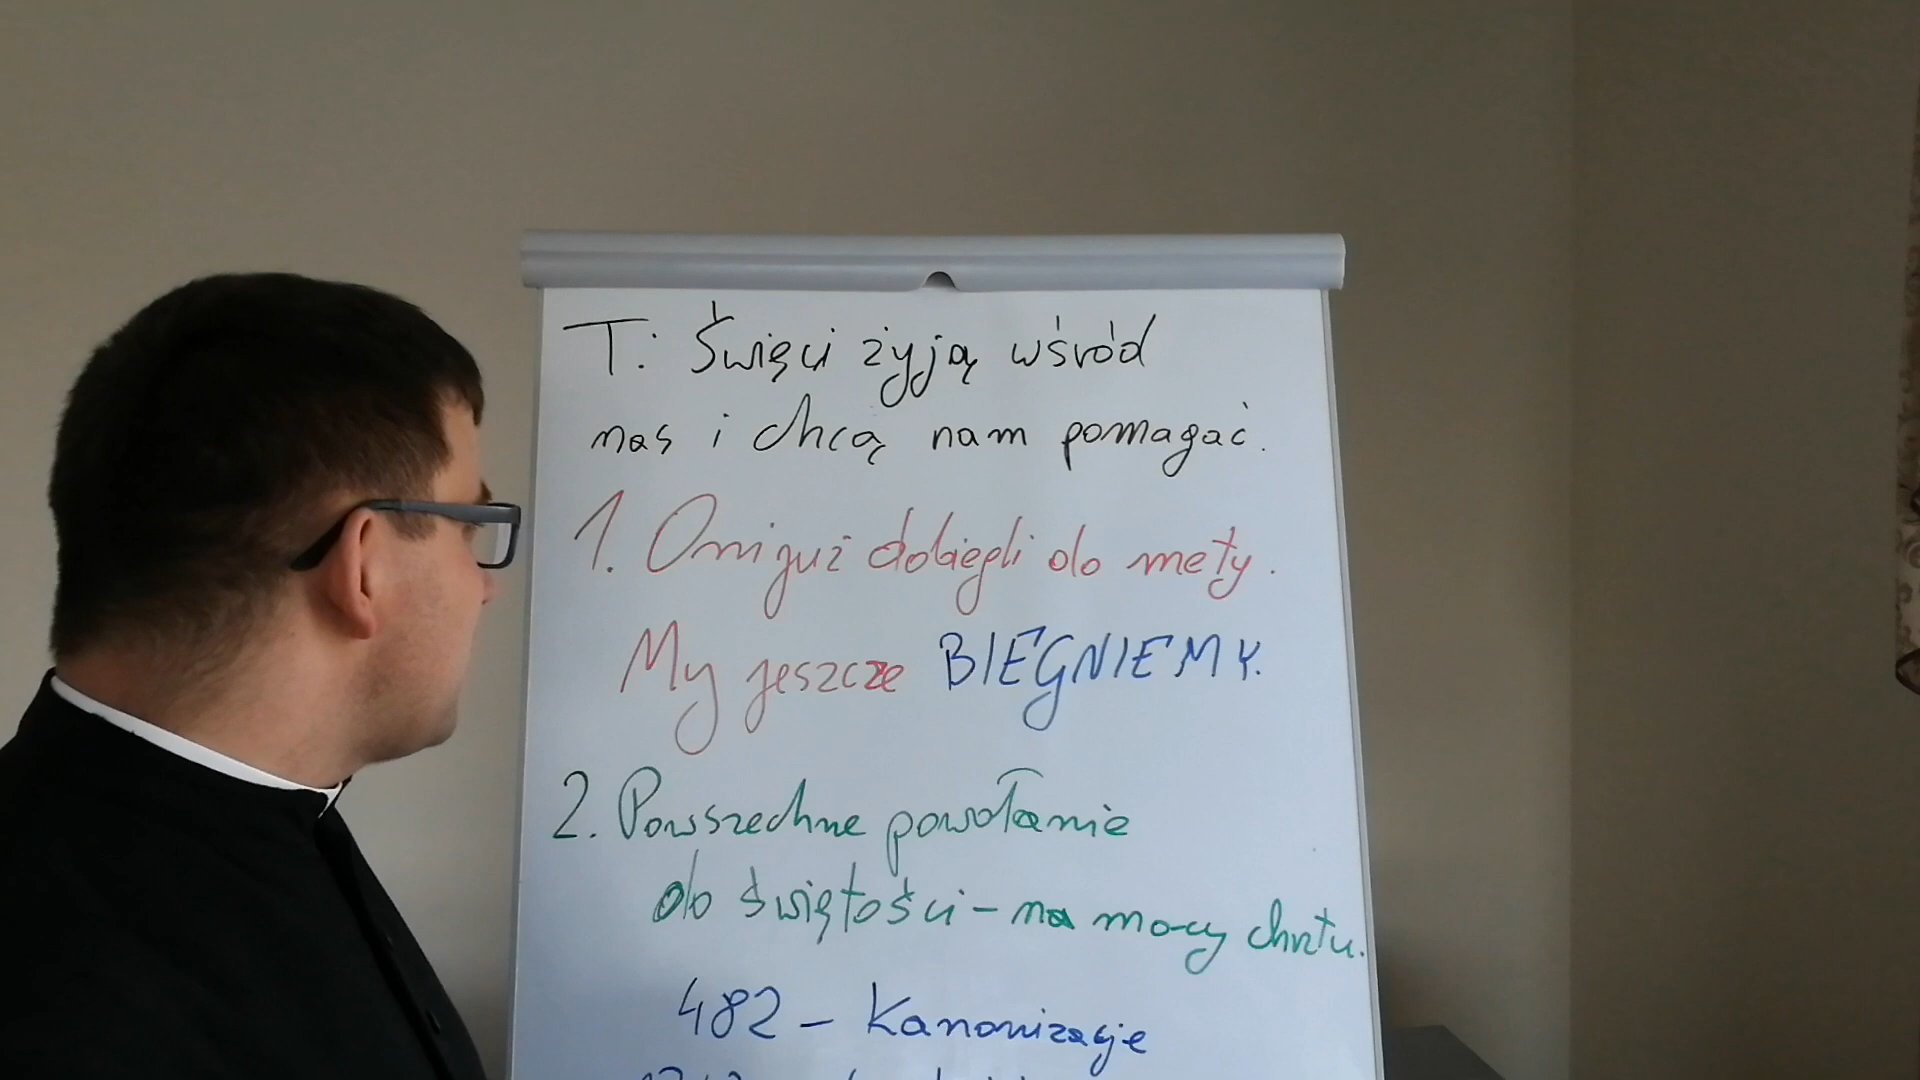 T: Święci żyją wśród
nas i chcą nam pomagać.
1. Oni już dobiegli do mety.
My jeszcze BIEGNIEMY.
2. Powszechne powołanie
do świętości - na mocy chrztu.
482 - Kanonizacje